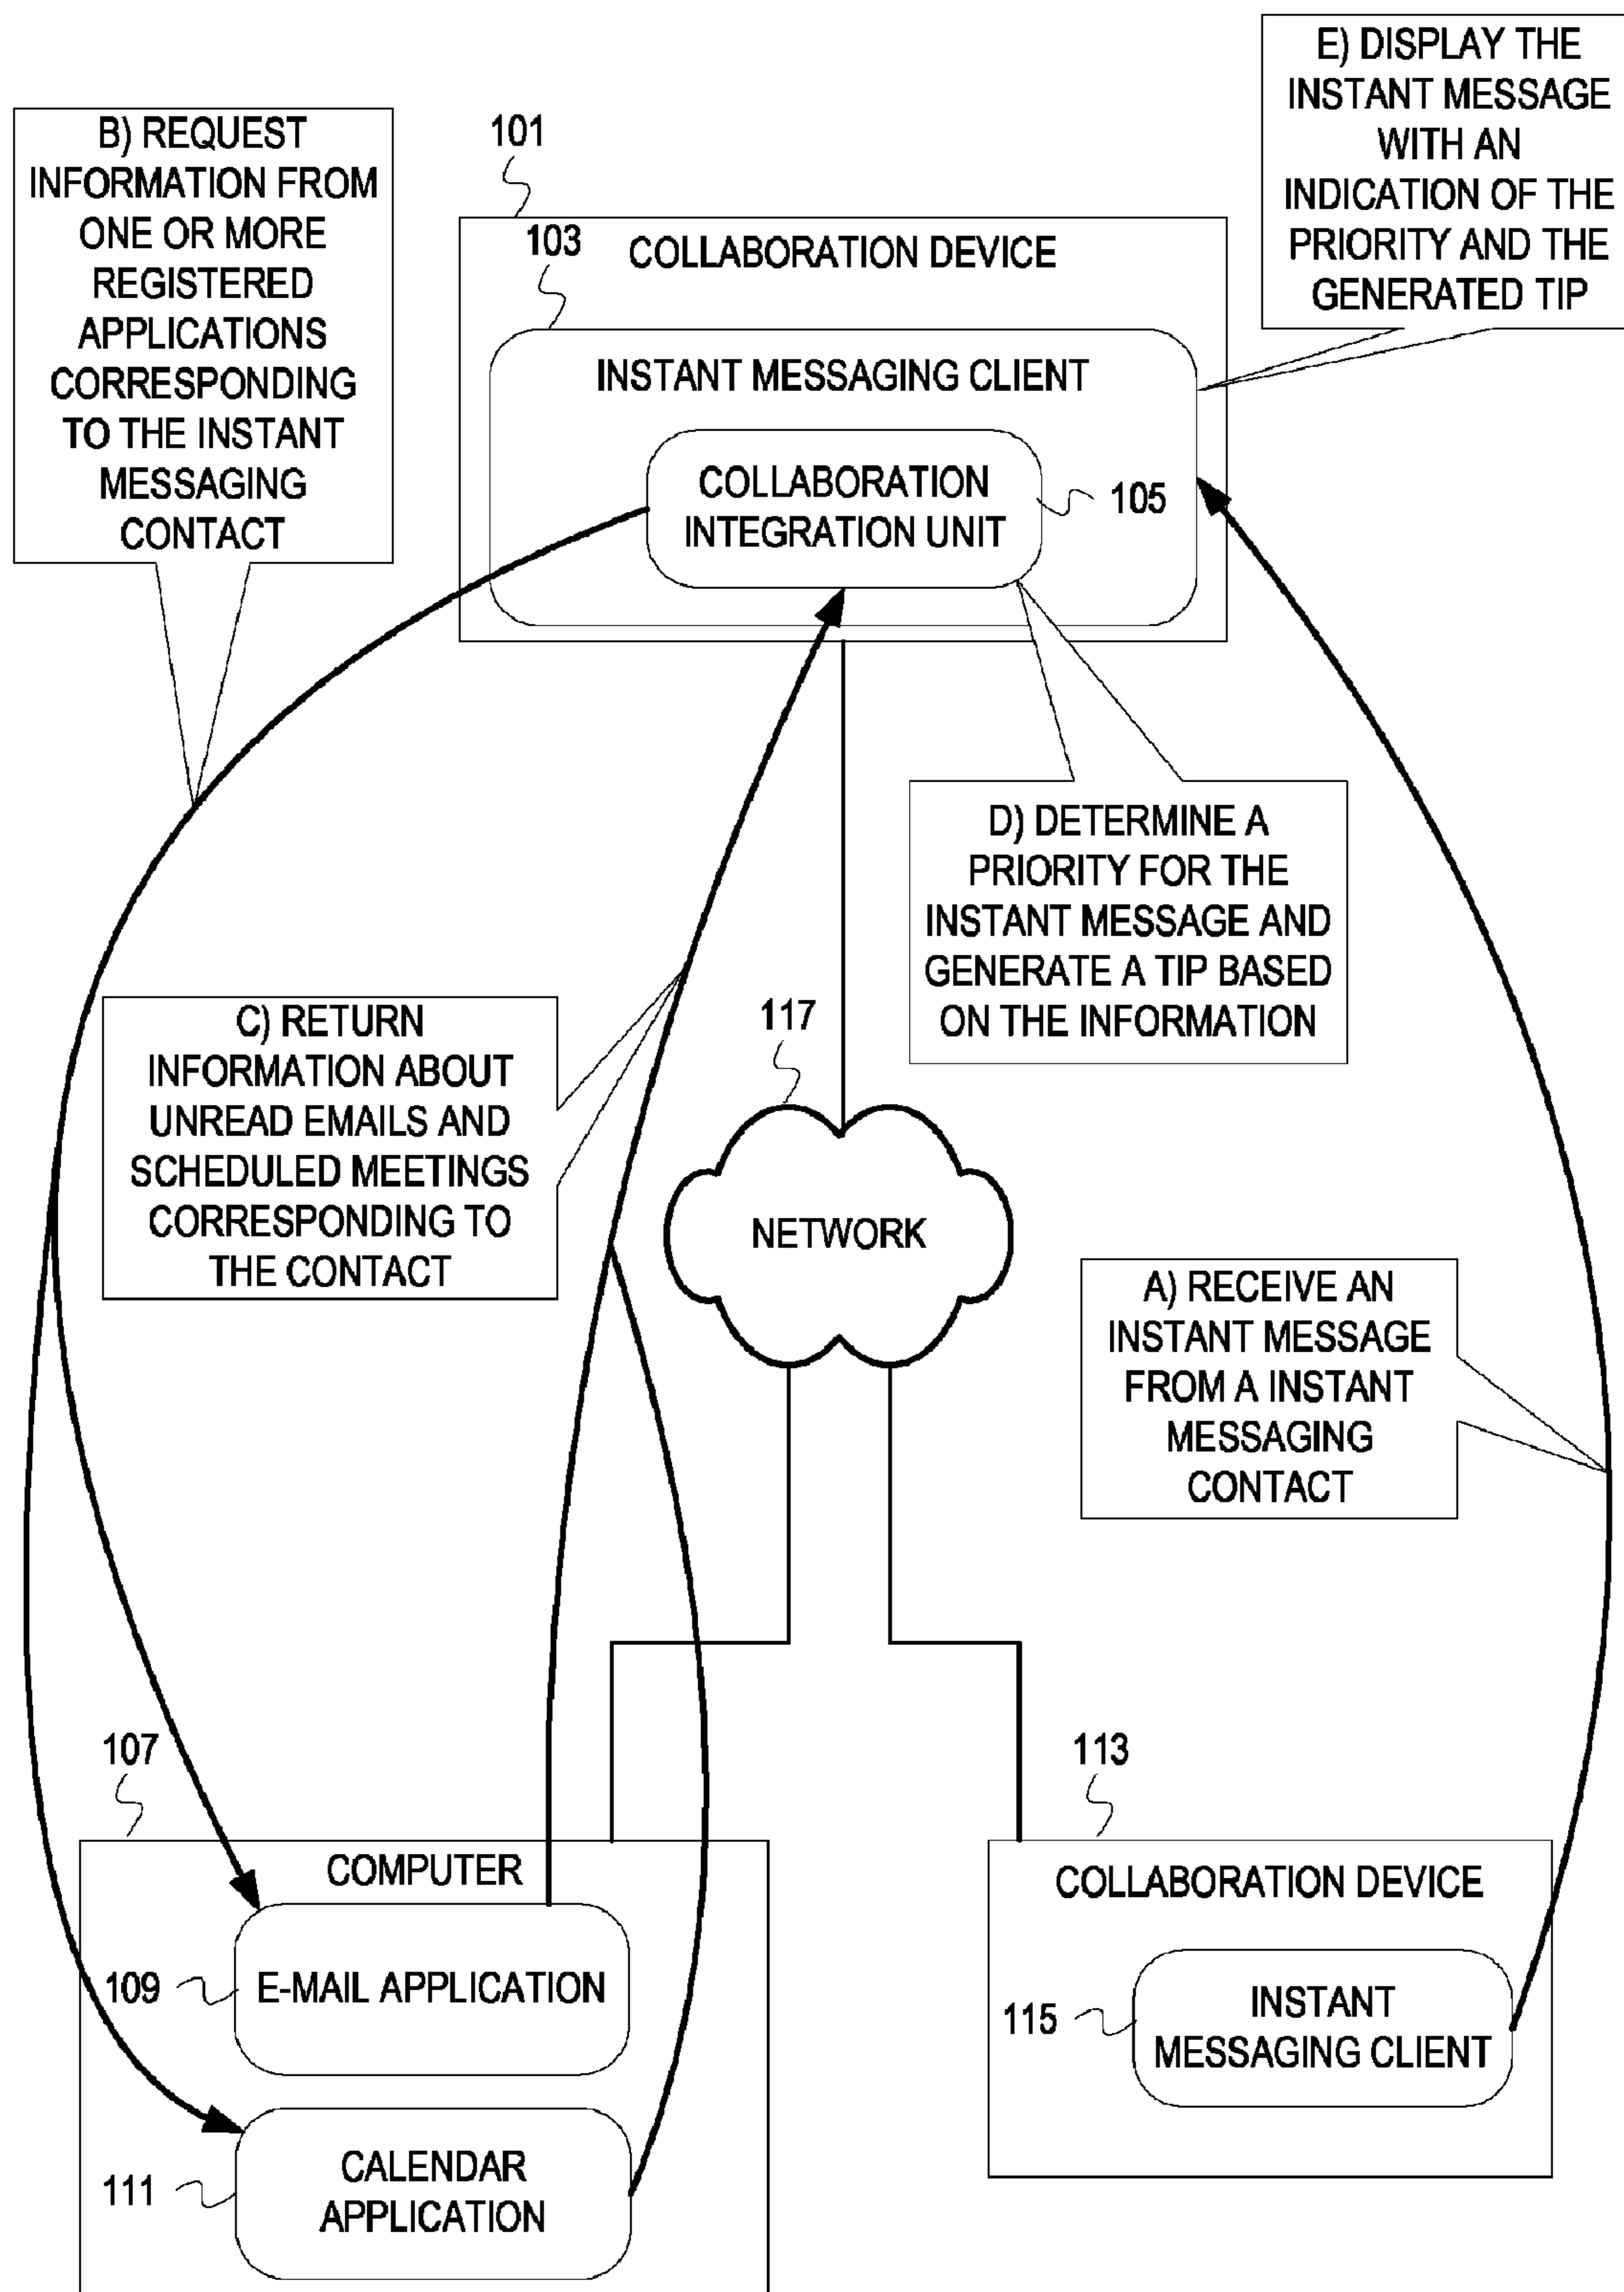 E) DISPLAY THE
INSTANT MESSAGE
WITH AN
INDICATION OF THE
PRIORITY AND THE
GENERATED TIP
B) REQUEST
INFORMATION FROM
ONE OR MORE
REGISTERED
APPLICATIONS
CORRESPONDING
TO THE INSTANT
MESSAGING
CONTACT
101
103
COLLABORATION DEVICE
INSTANT MESSAGING CLIENT
COLLABORATION
INTEGRATION UNIT
105
D) DETERMINE A
PRIORITY FOR THE
INSTANT MESSAGE AND
GENERATE A TIP BASED
ON THE INFORMATION
C) RETURN
INFORMATION ABOUT
UNREAD EMAILS AND
SCHEDULED MEETINGS
CORRESPONDING TO
THE CONTACT
117
NETWORK
A) RECEIVE AN
INSTANT MESSAGE
FROM A INSTANT
MESSAGING
CONTACT
107
COMPUTER
109
E-MAIL APPLICATION
111
CALENDAR
APPLICATION
113
COLLABORATION DEVICE
115
INSTANT
MESSAGING CLIENT